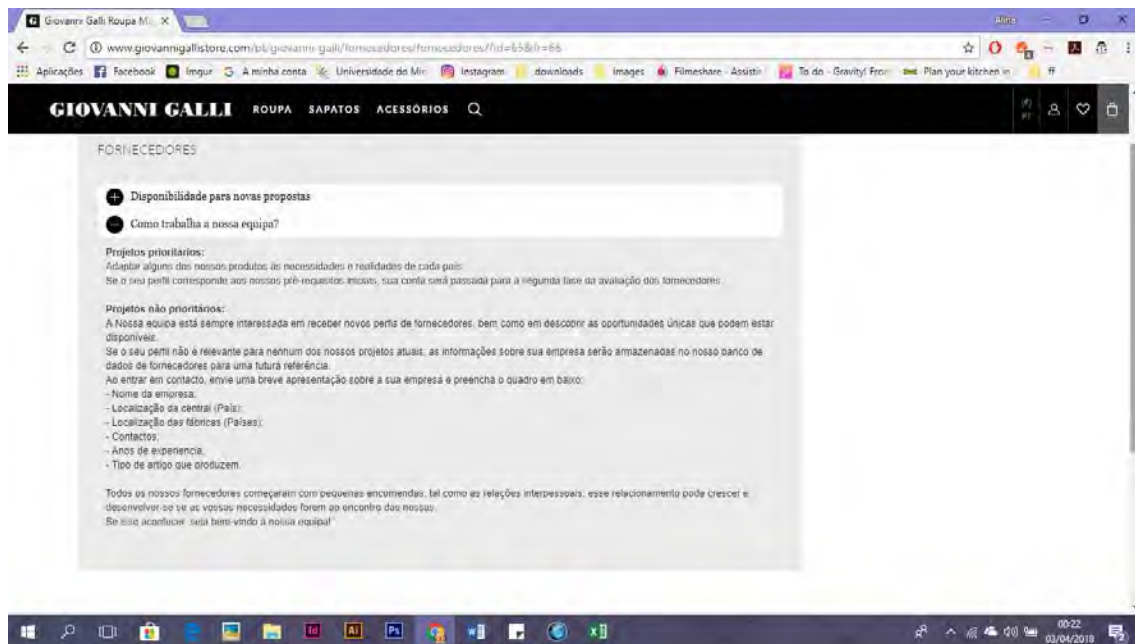 Giovanni Galli Roupa M
Anna
www.giovannigallistore.com/pt/giovanni-galli/fornecedores/fornecedores/?id=65&fr=66
Aplicações Facebook Imgur A minha conta Universidade do Min Instagram downloads images Filmeshare - Assistir To do - Gravity! From Plan your kitchen in ff
GIOVANNI GALLI ROUPA SAPATOS ACESSÓRIOS
FORNECEDORES
Disponibilidade para novas propostas
Como trabalha a nossa equipa?
Projetos prioritários:
Adaptar alguns dos nossos produtos às necessidades e realidades de cada país.
Se o seu perfil corresponde aos nossos pré-requisitos iniciais, sua conta será passada para a segunda fase da avaliação dos fornecedores.
Projetos não prioritários:
A Nossa equipa está sempre interessada em receber novos perfis de fornecedores, bem como em descobrir as oportunidades únicas que podem estar
disponíveis.
Se o seu perfil não é relevante para nenhum dos nossos projetos atuais, as informações sobre sua empresa serão armazenadas no nosso banco de
dados de fornecedores para uma futura referência.
Ao entrar em contacto, envie uma breve apresentação sobre a sua empresa e preencha o quadro em baixo:
- Nome da empresa;
- Localização da central (País);
- Localização das fábricas (Países);
- Contactos;
- Anos de experiencia;
- Tipo de artigo que produzem.
Todos os nossos fornecedores começaram com pequenas encomendas, tal como as relações interpessoais, esse relacionamento pode crescer e
desenvolver-se se as vossas necessidades forem ao encontro das nossas.
Se isso acontecer, seja bem-vindo à nossa equipa!
00:22
03/04/2018